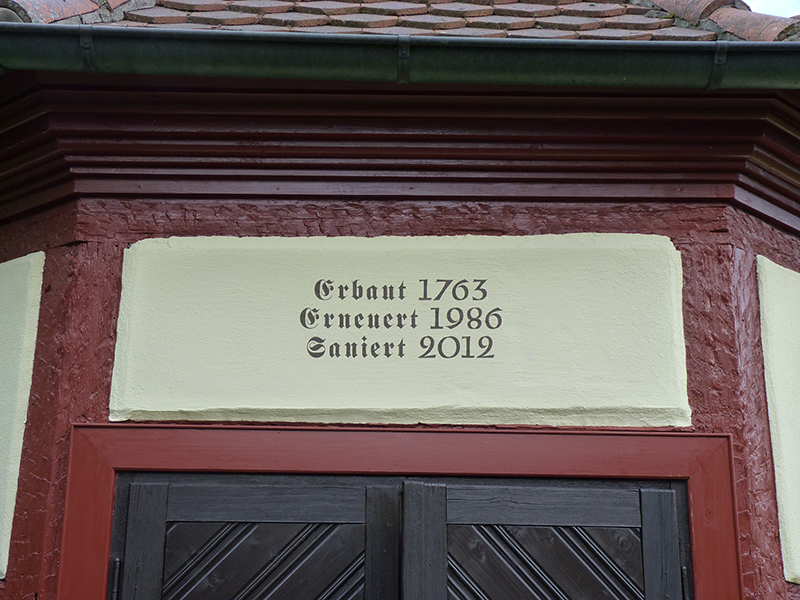 Erbaut 1763
Erneuert 1986
Saniert 2012